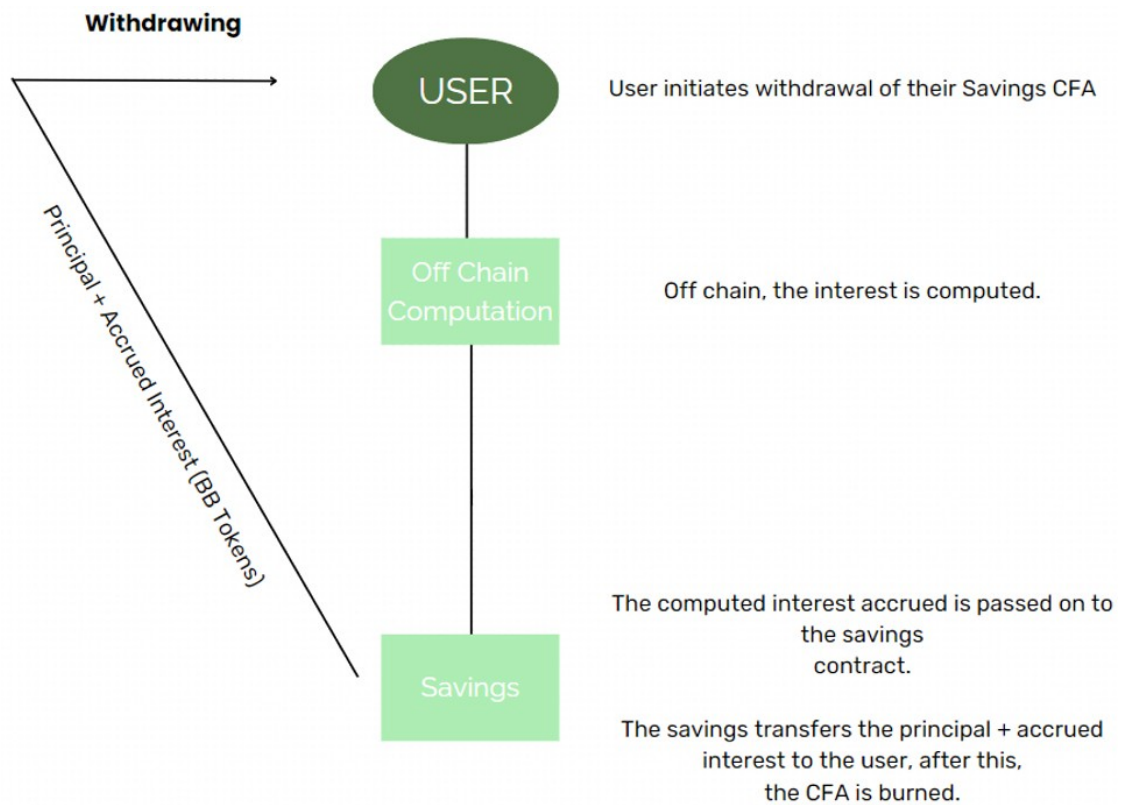 Withdrawing
USER
User initiates withdrawal of their Savings CFA
Principal + Accrued Interest (BB Tokens)
Off Chain
Computation
Off chain, the interest is computed.
The computed interest accrued is passed on to
the savings
contract.
Savings
The savings transfers the principal + accrued
interest to the user, after this,
the CFA is burned.